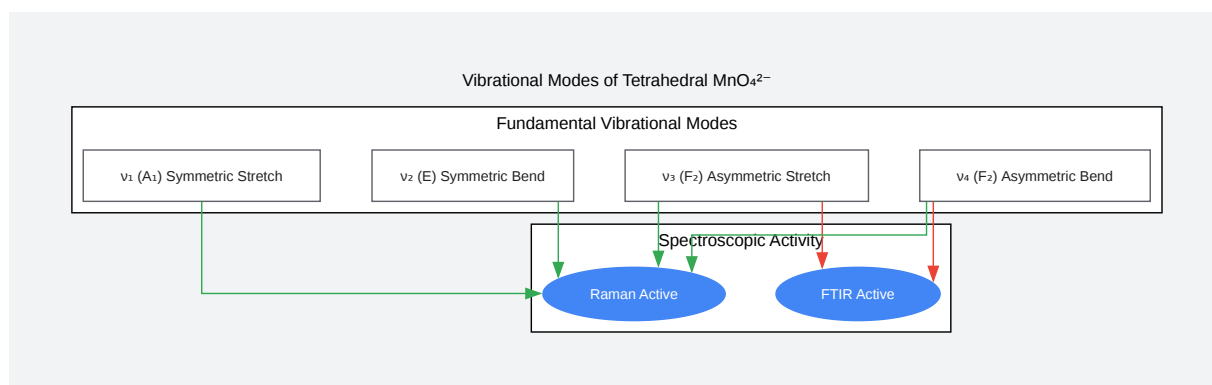 Vibrational Modes of Tetrahedral MnO₄²⁻
Fundamental Vibrational Modes
ν₁ (A₁) Symmetric Stretch
ν₂ (E) Symmetric Bend
ν₃ (F₂) Asymmetric Stretch
ν₄ (F₂) Asymmetric Bend
Spectroscopic Activity
Raman Active
FTIR Active